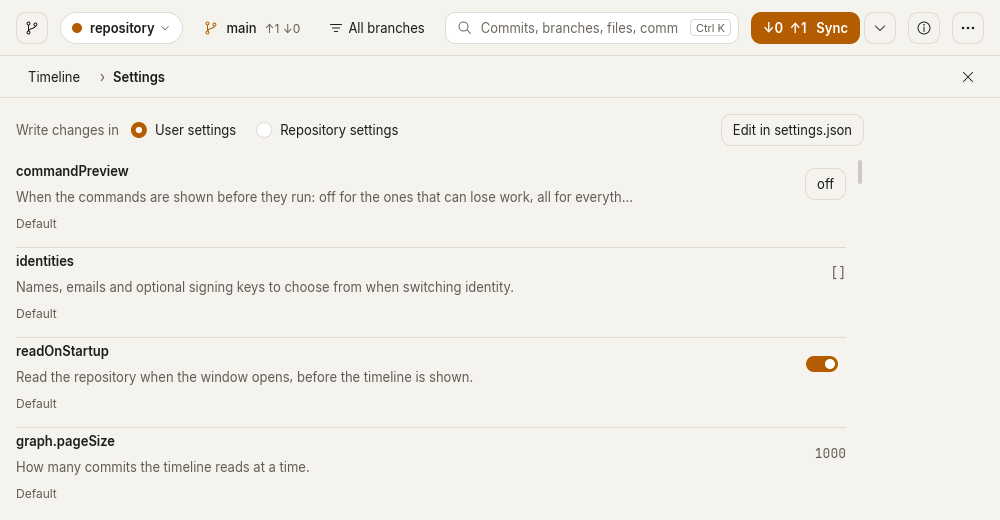 repository
main ↑1 ↓0
All branches
Commits, branches, files, comm
Ctrl K
↓0 ↑1 Sync
Timeline › Settings
Write changes in User settings Repository settings
Edit in settings.json
commandPreview
When the commands are shown before they run: off for the ones that can lose work, all for everyth...
off
Default
identities
[]
Names, emails and optional signing keys to choose from when switching identity.
Default
readOnStartup
Read the repository when the window opens, before the timeline is shown.
Default
graph.pageSize
1000
How many commits the timeline reads at a time.
Default